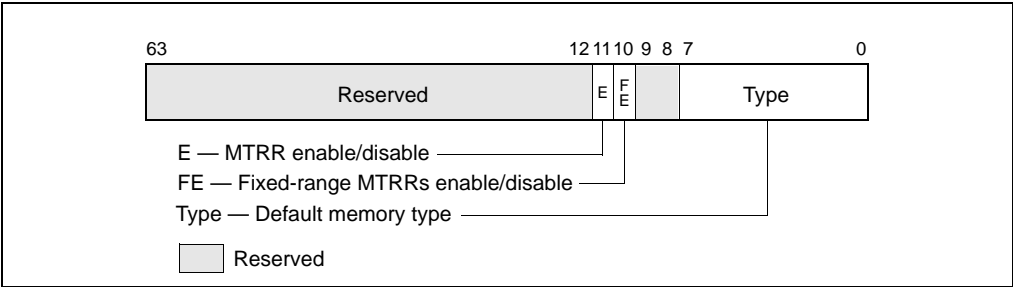 63 12 11 10 9 8 7 0
Reserved E FE Type
E — MTRR enable/disable
FE — Fixed-range MTRRs enable/disable
Type — Default memory type
Reserved